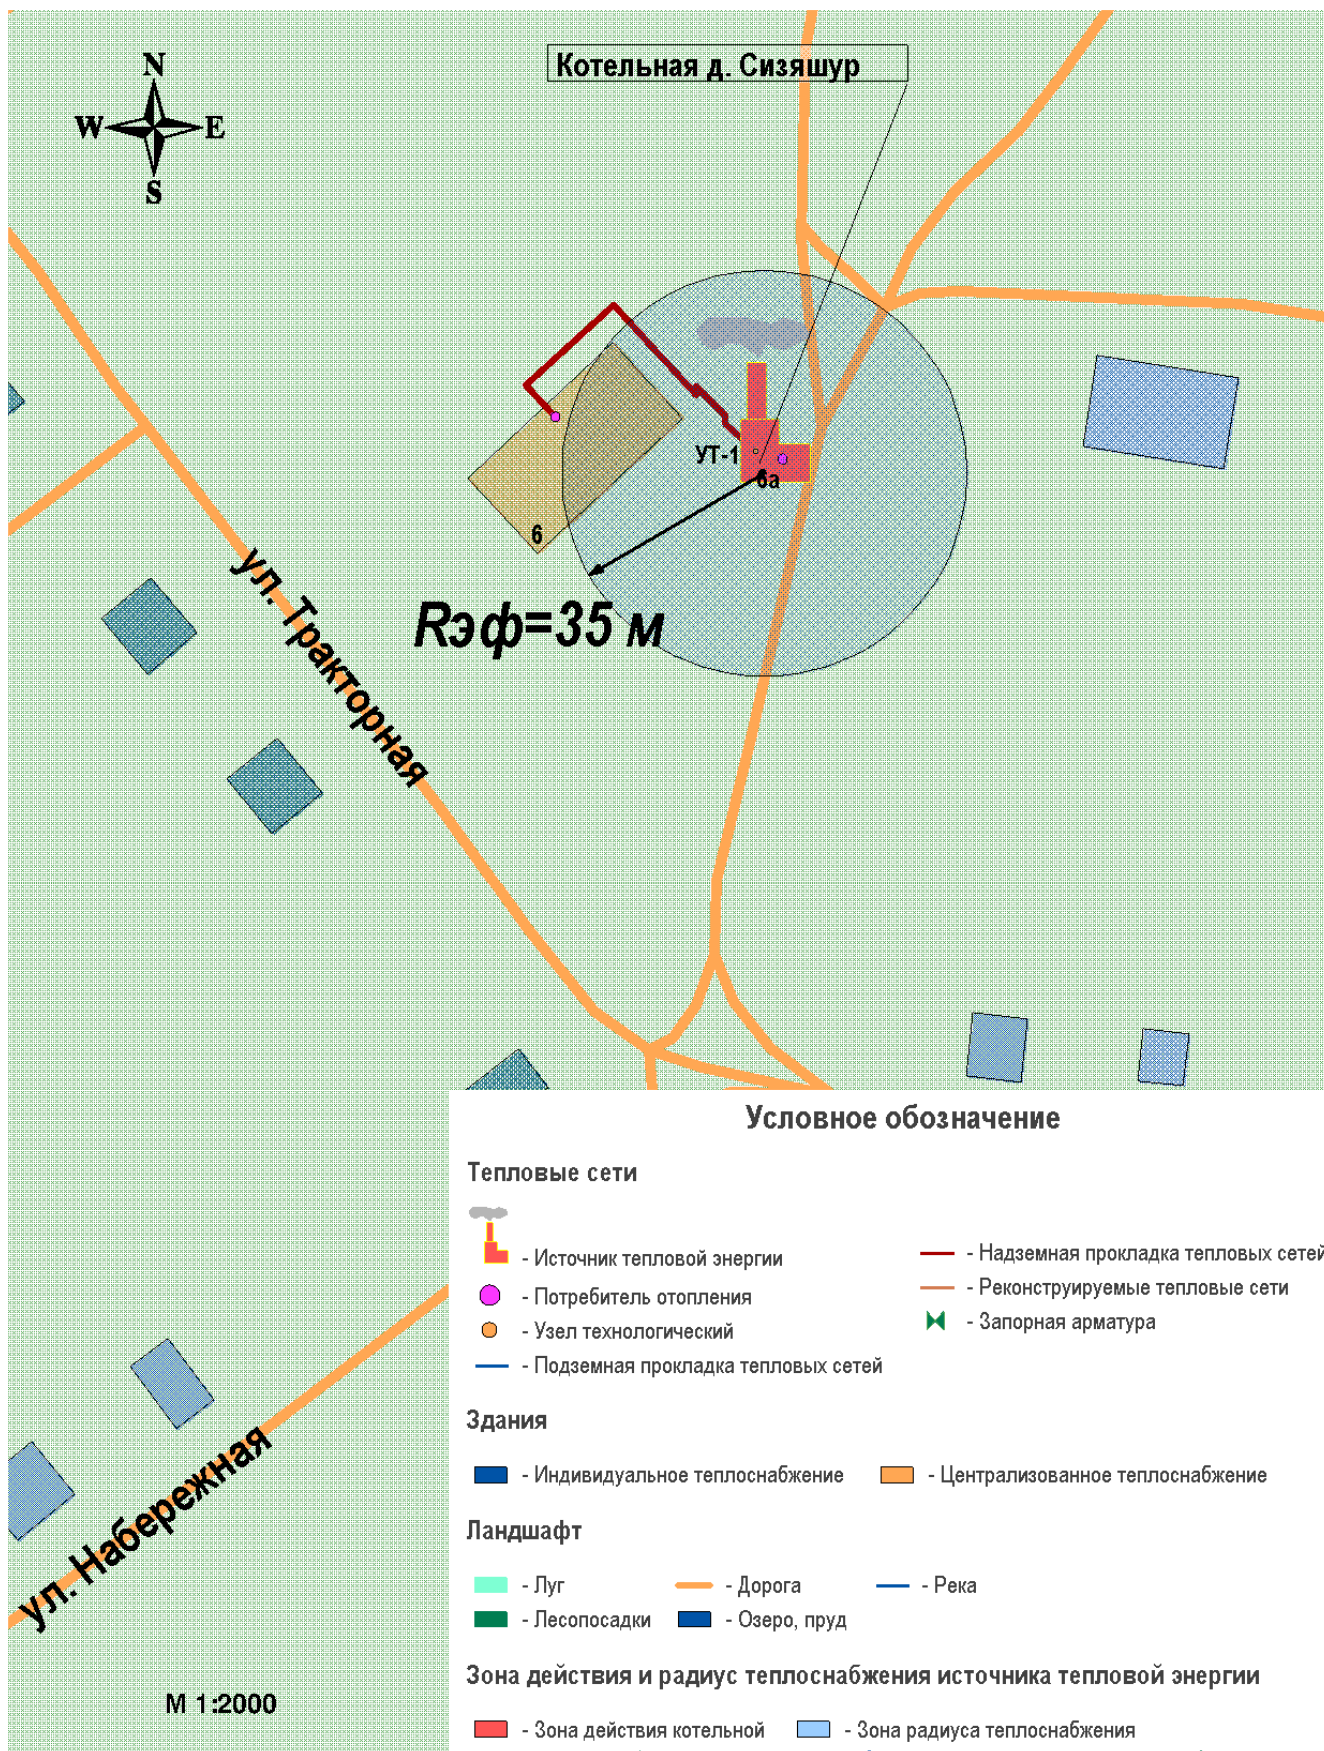 Котельная д. Сизяшур
N
W
E
S
УТ-1
6а
6
Rэф=35 м
ул. Тракторная
ул. Набережная
М 1:2000
Условное обозначение
Тепловые сети
- Источник тепловой энергии
- Надземная прокладка тепловых сетей
- Потребитель отопления
- Реконструируемые тепловые сети
- Узел технологический
- Запорная арматура
- Подземная прокладка тепловых сетей
Здания
- Индивидуальное теплоснабжение
- Централизованное теплоснабжение
Ландшафт
- Луг
- Дорога
- Река
- Лесопосадки
- Озеро, пруд
Зона действия и радиус теплоснабжения источника тепловой энергии
- Зона действия котельной
- Зона радиуса теплоснабжения